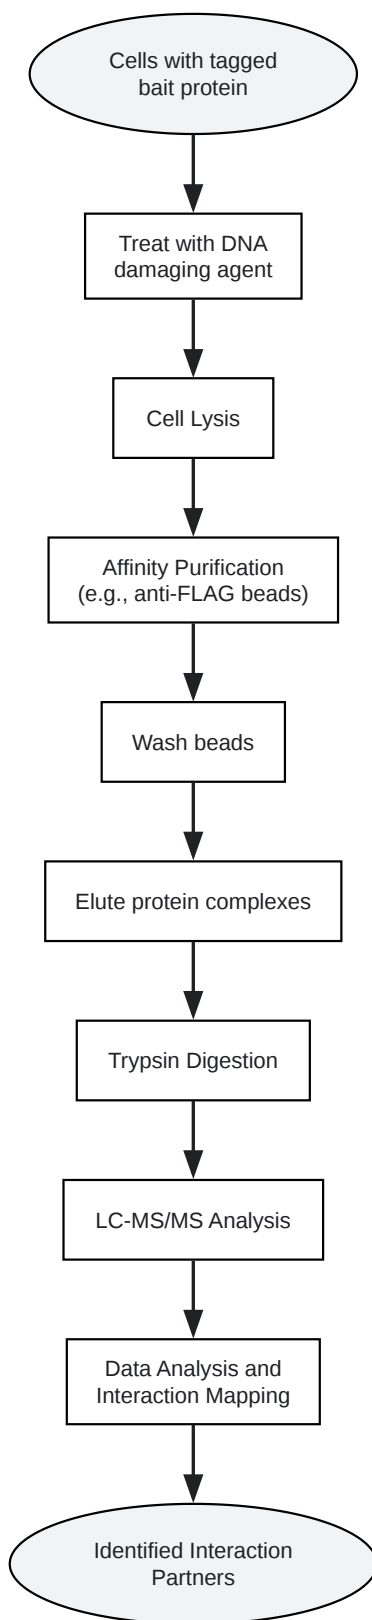 Cells with tagged
bait protein
Treat with DNA
damaging agent
Cell Lysis
Affinity Purification
(e.g., anti-FLAG beads)
Wash beads
Elute protein complexes
Trypsin Digestion
LC-MS/MS Analysis
Data Analysis and
Interaction Mapping
Identified Interaction
Partners